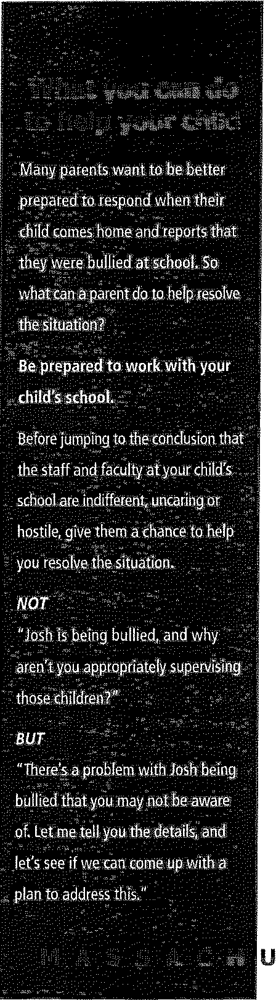 What you can do
to help your child
Many parents want to be better
prepared to respond when their
child comes home and reports that
they were bullied at school. So
what can a parent do to help resolve
the situation?
Be prepared to work with your
child's school.
Before jumping to the conclusion that
the staff and faculty at your child's
school are indifferent, uncaring or
hostile, give them a chance to help
you resolve the situation.
NOT
"Josh is being bullied, and why
aren't you appropriately supervising
those children?"
BUT
"There's a problem with Josh being
bullied that you may not be aware
of. Let me tell you the details, and
let's see if we can come up with a
plan to address this."